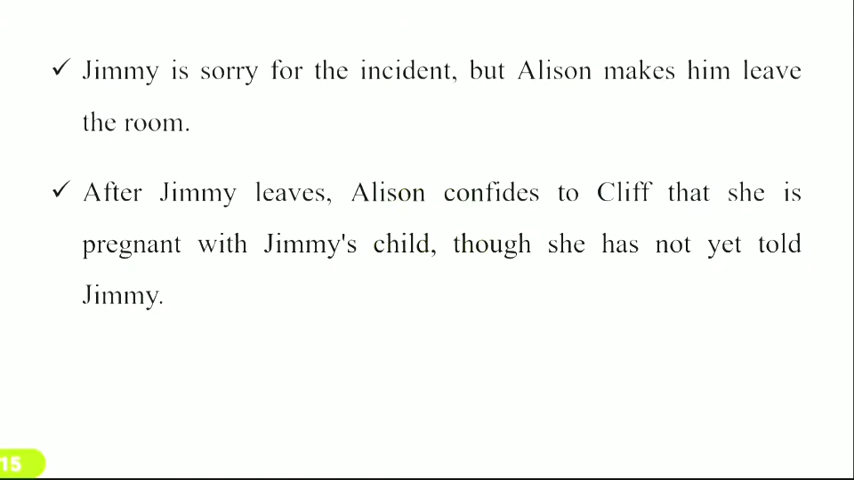 ✓ Jimmy is sorry for the incident, but Alison makes him leave
the room.
✓ After Jimmy leaves, Alison confides to Cliff that she is
pregnant with Jimmy's child, though she has not yet told
Jimmy.
15